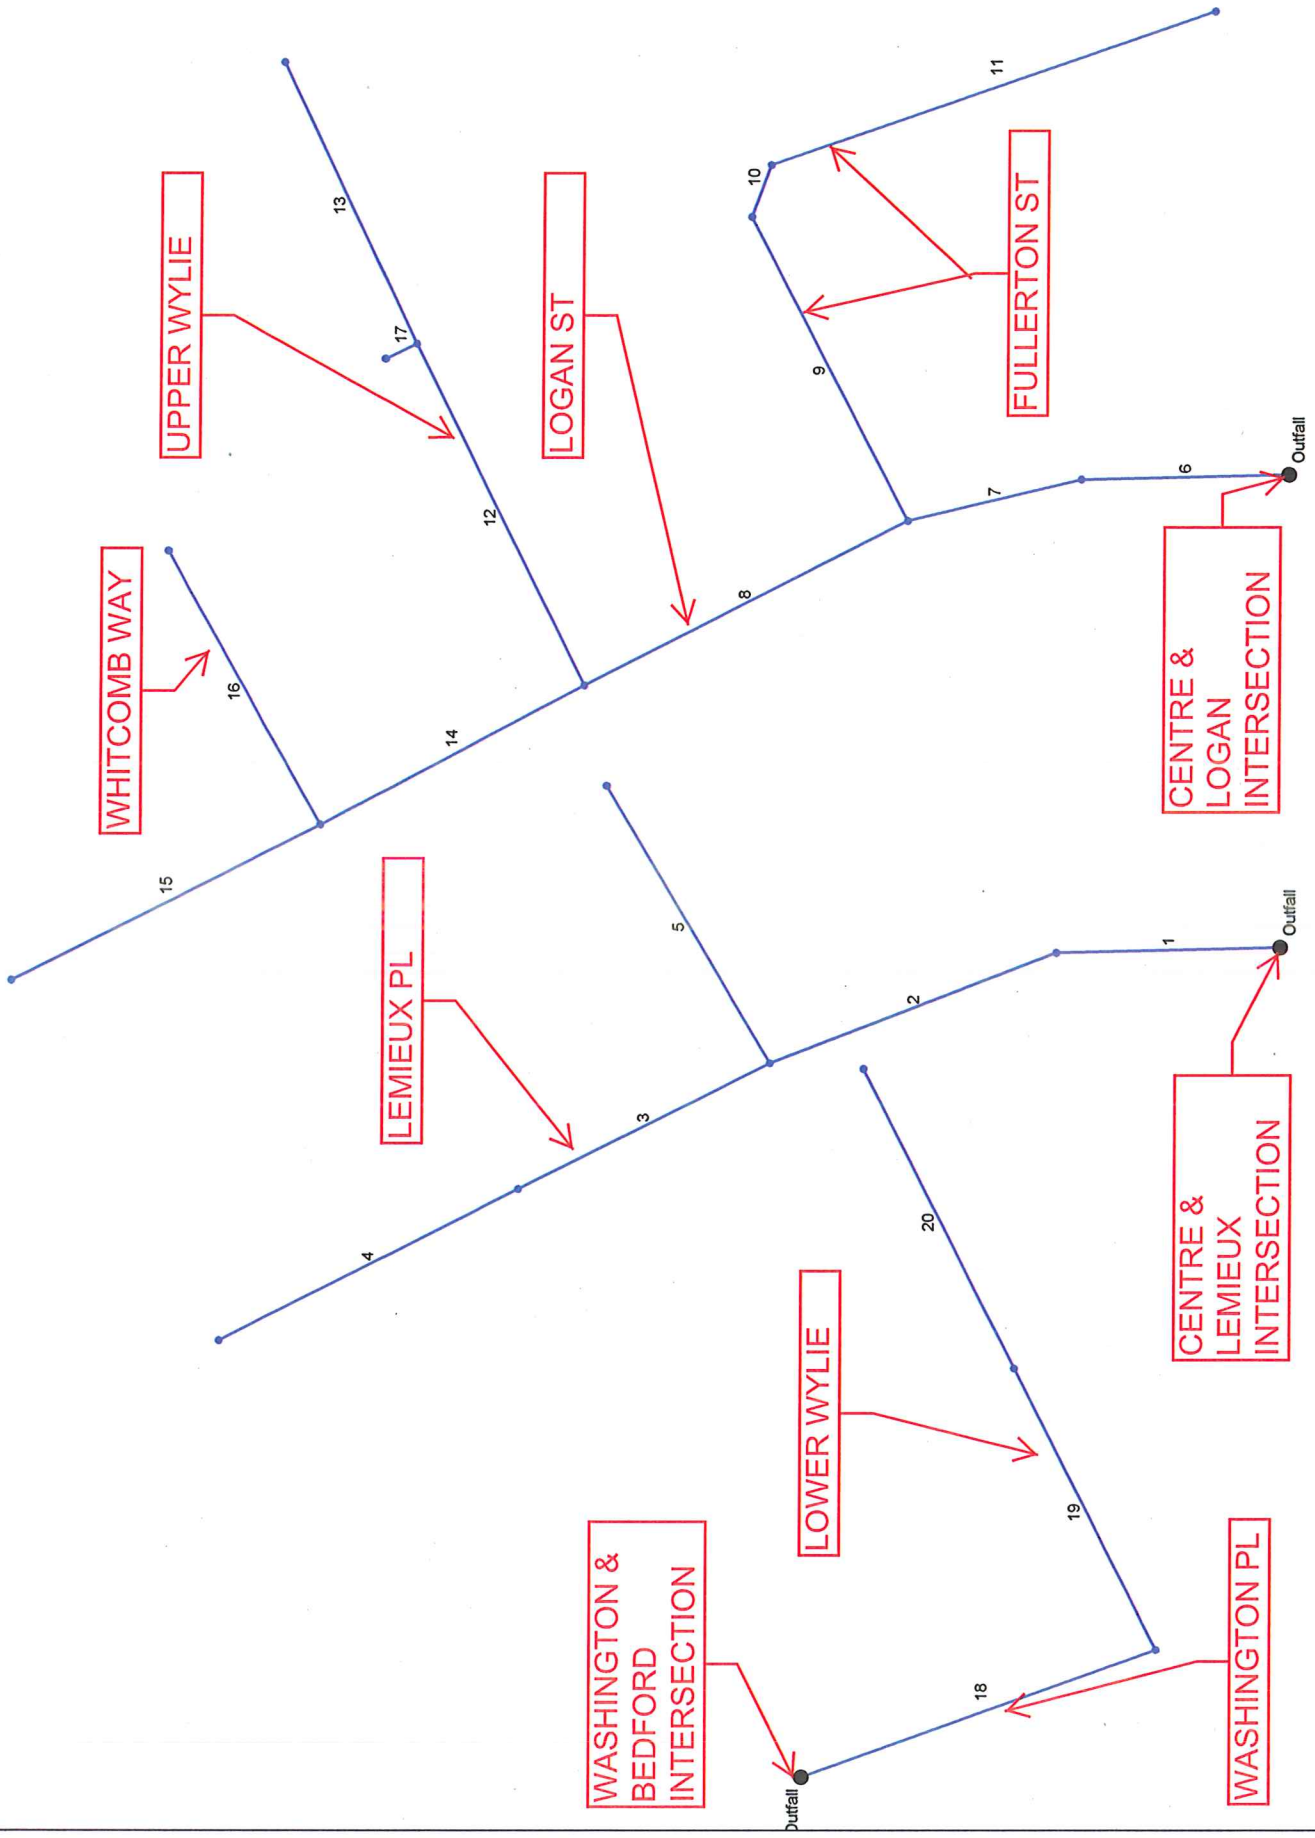 WASHINGTON &
BEDFORD
INTERSECTION
Outfall
18
WASHINGTON PL
LOWER WYLIE
19
20
CENTRE &
LEMIEUX
INTERSECTION
Outfall
1
2
3
4
5
LEMIEUX PL
WHITCOMB WAY
15
16
14
UPPER WYLIE
12
17
13
LOGAN ST
8
9
10
11
FULLERTON ST
7
6
CENTRE &
LOGAN
INTERSECTION
Outfall